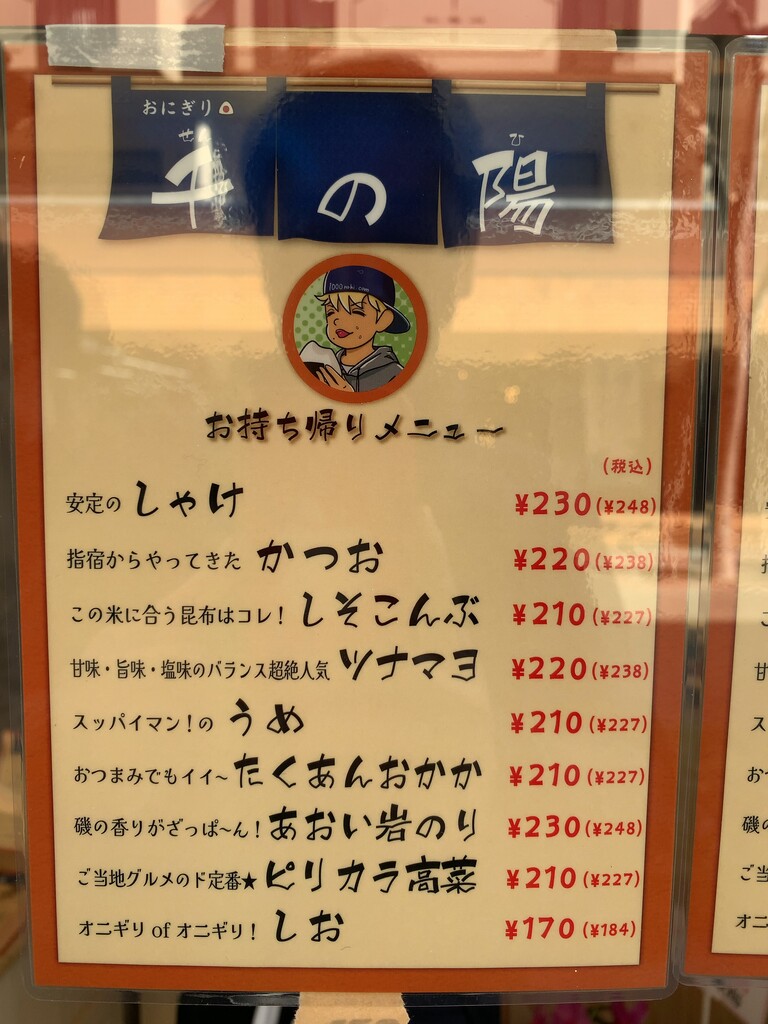 おにぎり
せ ひ
千の陽
1000
お持ち帰りメニュ～
(税込)
安定の しゃけ ¥230(¥248)
指宿からやってきた かつお ¥220(¥238)
この米に合う昆布はコレ! しそこんぶ ¥210(¥227)
甘味・旨味・塩味のバランス超絶人気 ツナマヨ ¥220(¥238)
スッパイマン!の うめ ¥210(¥227)
おつまみでもイイ~ たくあんおかか ¥210(¥227)
磯の香りがざっぱ~ん! あおい岩のり ¥230(¥248)
ご当地グルメのド定番★ ピリカラ高菜 ¥210(¥227)
オニギリ of オニギリ! しお ¥170(¥184)